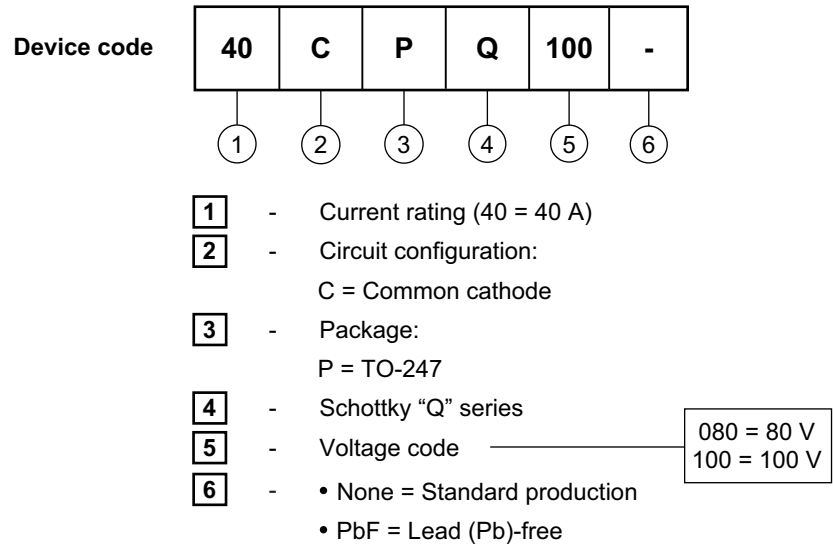 Device code 40 C P Q 100 -
1 2 3 4 5 6
1 - Current rating (40 = 40 A)
2 - Circuit configuration:
C = Common cathode
3 - Package:
P = TO-247
4 - Schottky “Q” series
5 - Voltage code
080 = 80 V
100 = 100 V
6 - • None = Standard production
• PbF = Lead (Pb)-free